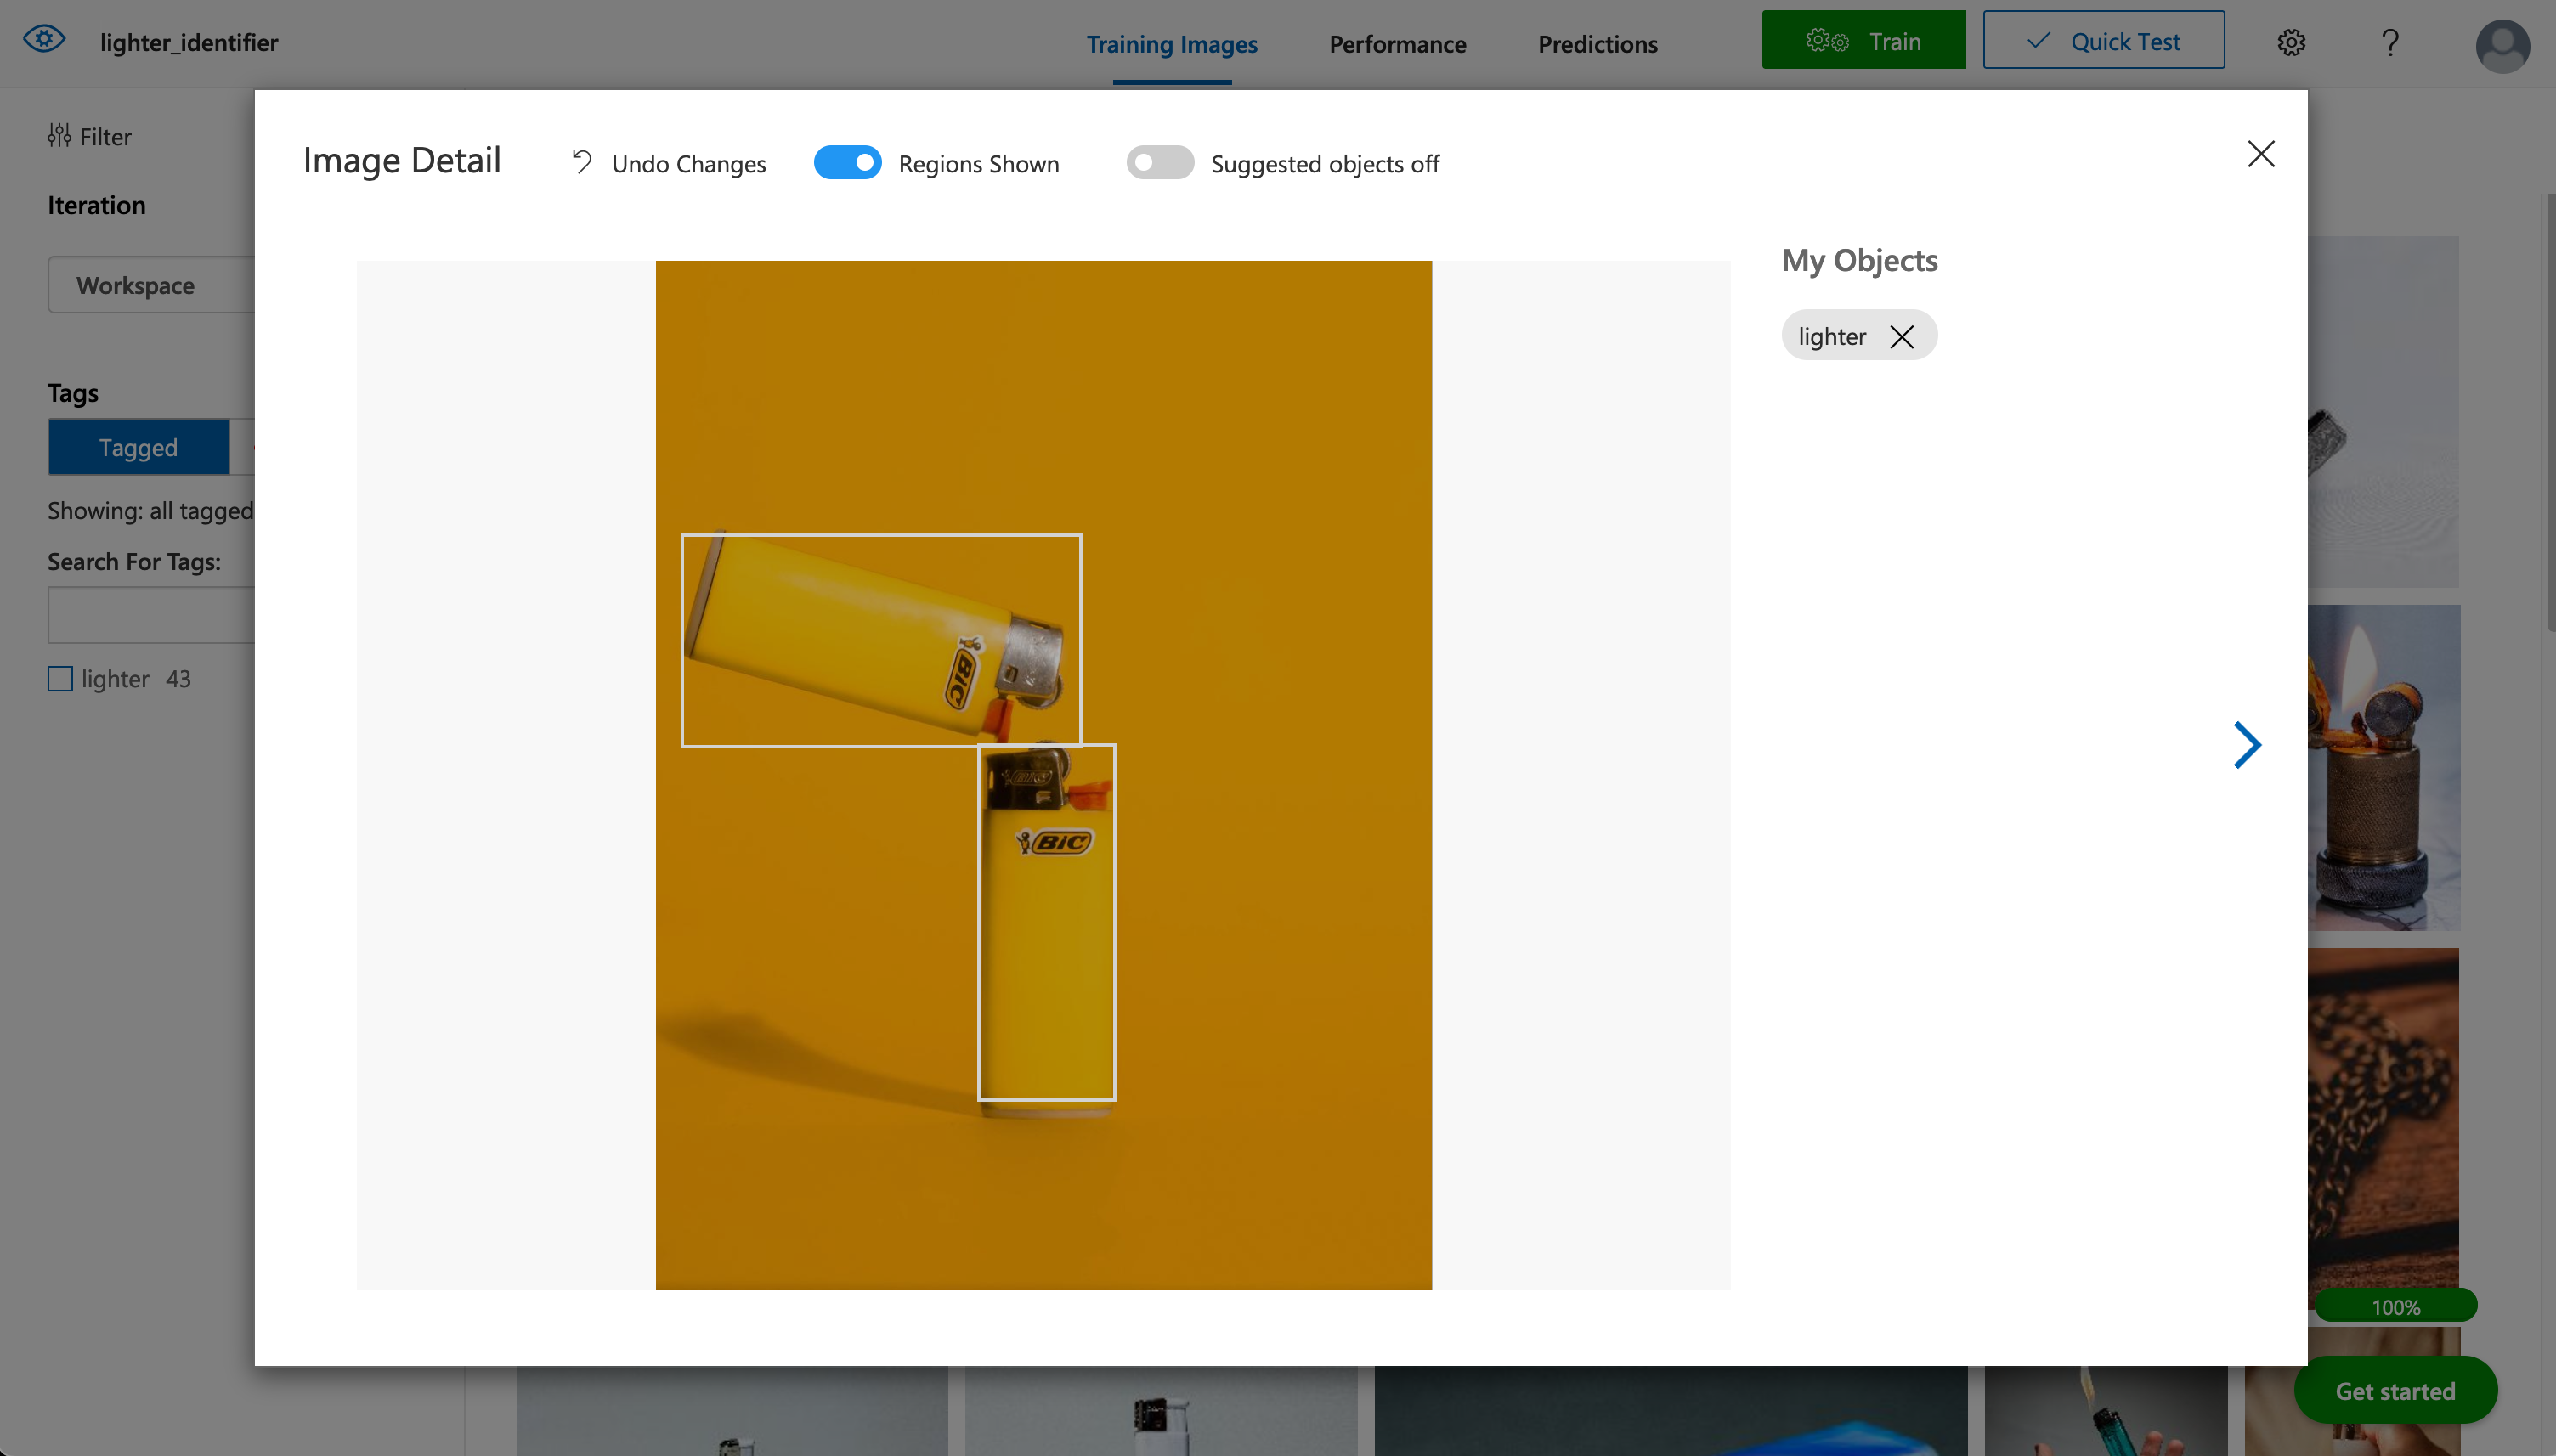 lighter_identifier
Training Images
Performance
Predictions
Train
Quick Test
?
Filter
Iteration
Workspace
Tags
Tagged
Showing: all tagged
Search For Tags:
lighter 43
Image Detail
Undo Changes
Regions Shown
Suggested objects off
My Objects
lighter
BIC
BIC
BIC
100%
Get started